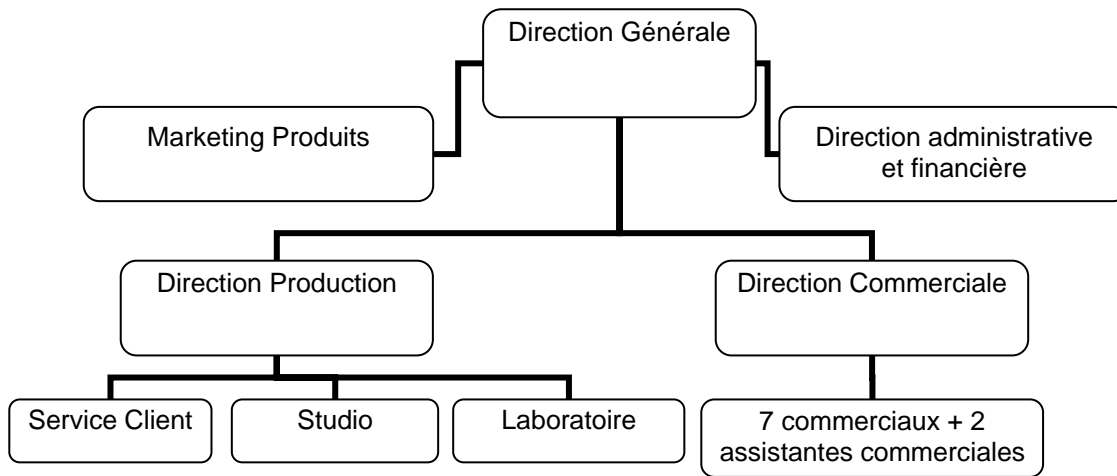 Direction Générale
Marketing Produits
Direction administrative
et financière
Direction Production
Direction Commerciale
Service Client
Studio
Laboratoire
7 commerciaux + 2
assistantes commerciales